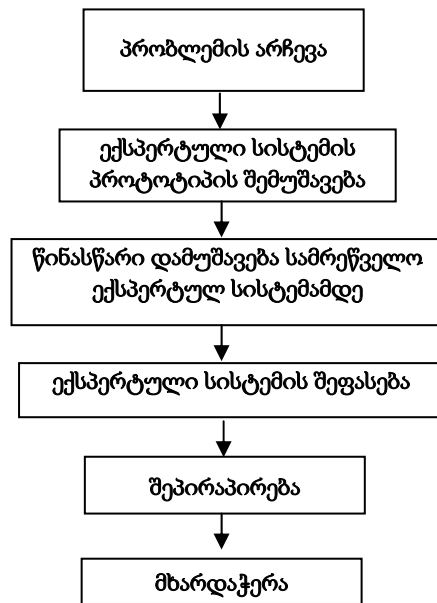 პრობლემის არჩევა
ექსპერტული სისტემის
პროტოტიპის შემუშავება
წინასწარი დამუშავება სამრეწველო
ექსპერტულ სისტემამდე
ექსპერტული სისტემის შეფასება
შეპირაპირება
მხარდაჭერა